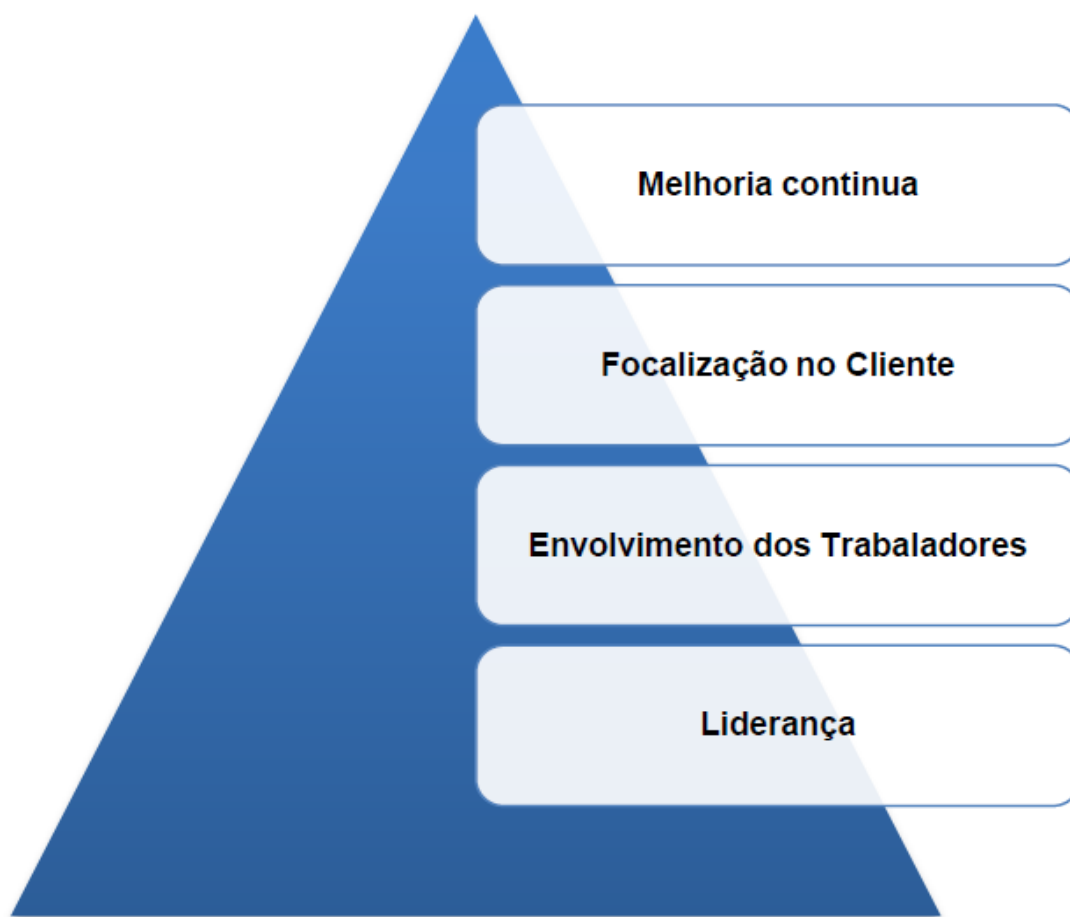 Melhoria continua
Focalização no Cliente
Envolvimento dos Trabaladores
Liderança